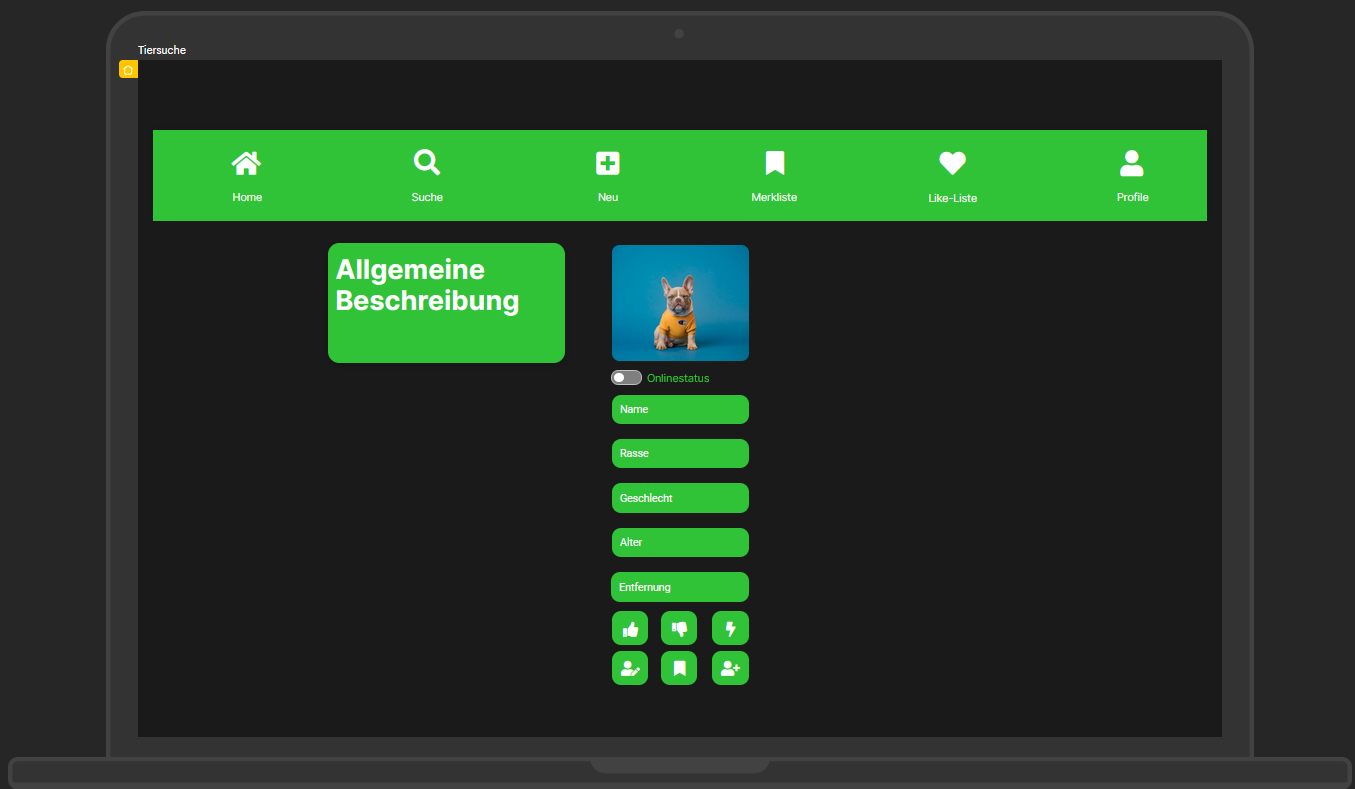 Tiersuche
Home
Suche
Neu
Merkliste
Like-Liste
Profile
Allgemeine
Beschreibung
Onlinestatus
Name
Rasse
Geschlecht
Alter
Entfernung